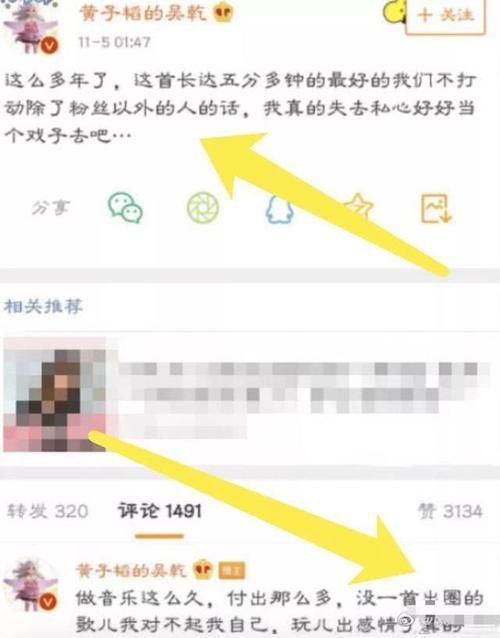 黄子韬的吴乾
11-5 01:47
+ 关注
这么多年了，这首长达五分多钟的最好的我们不打
动除了粉丝以外的人的话，我真的失去私心好好当
个戏子去吧…
分享
相关推荐
转发 320 评论 1491 赞 3134
黄子韬的吴乾 博主
做音乐这么久，付出那么多，没一首出圈的
歌儿我对不起我自己，玩儿出感情